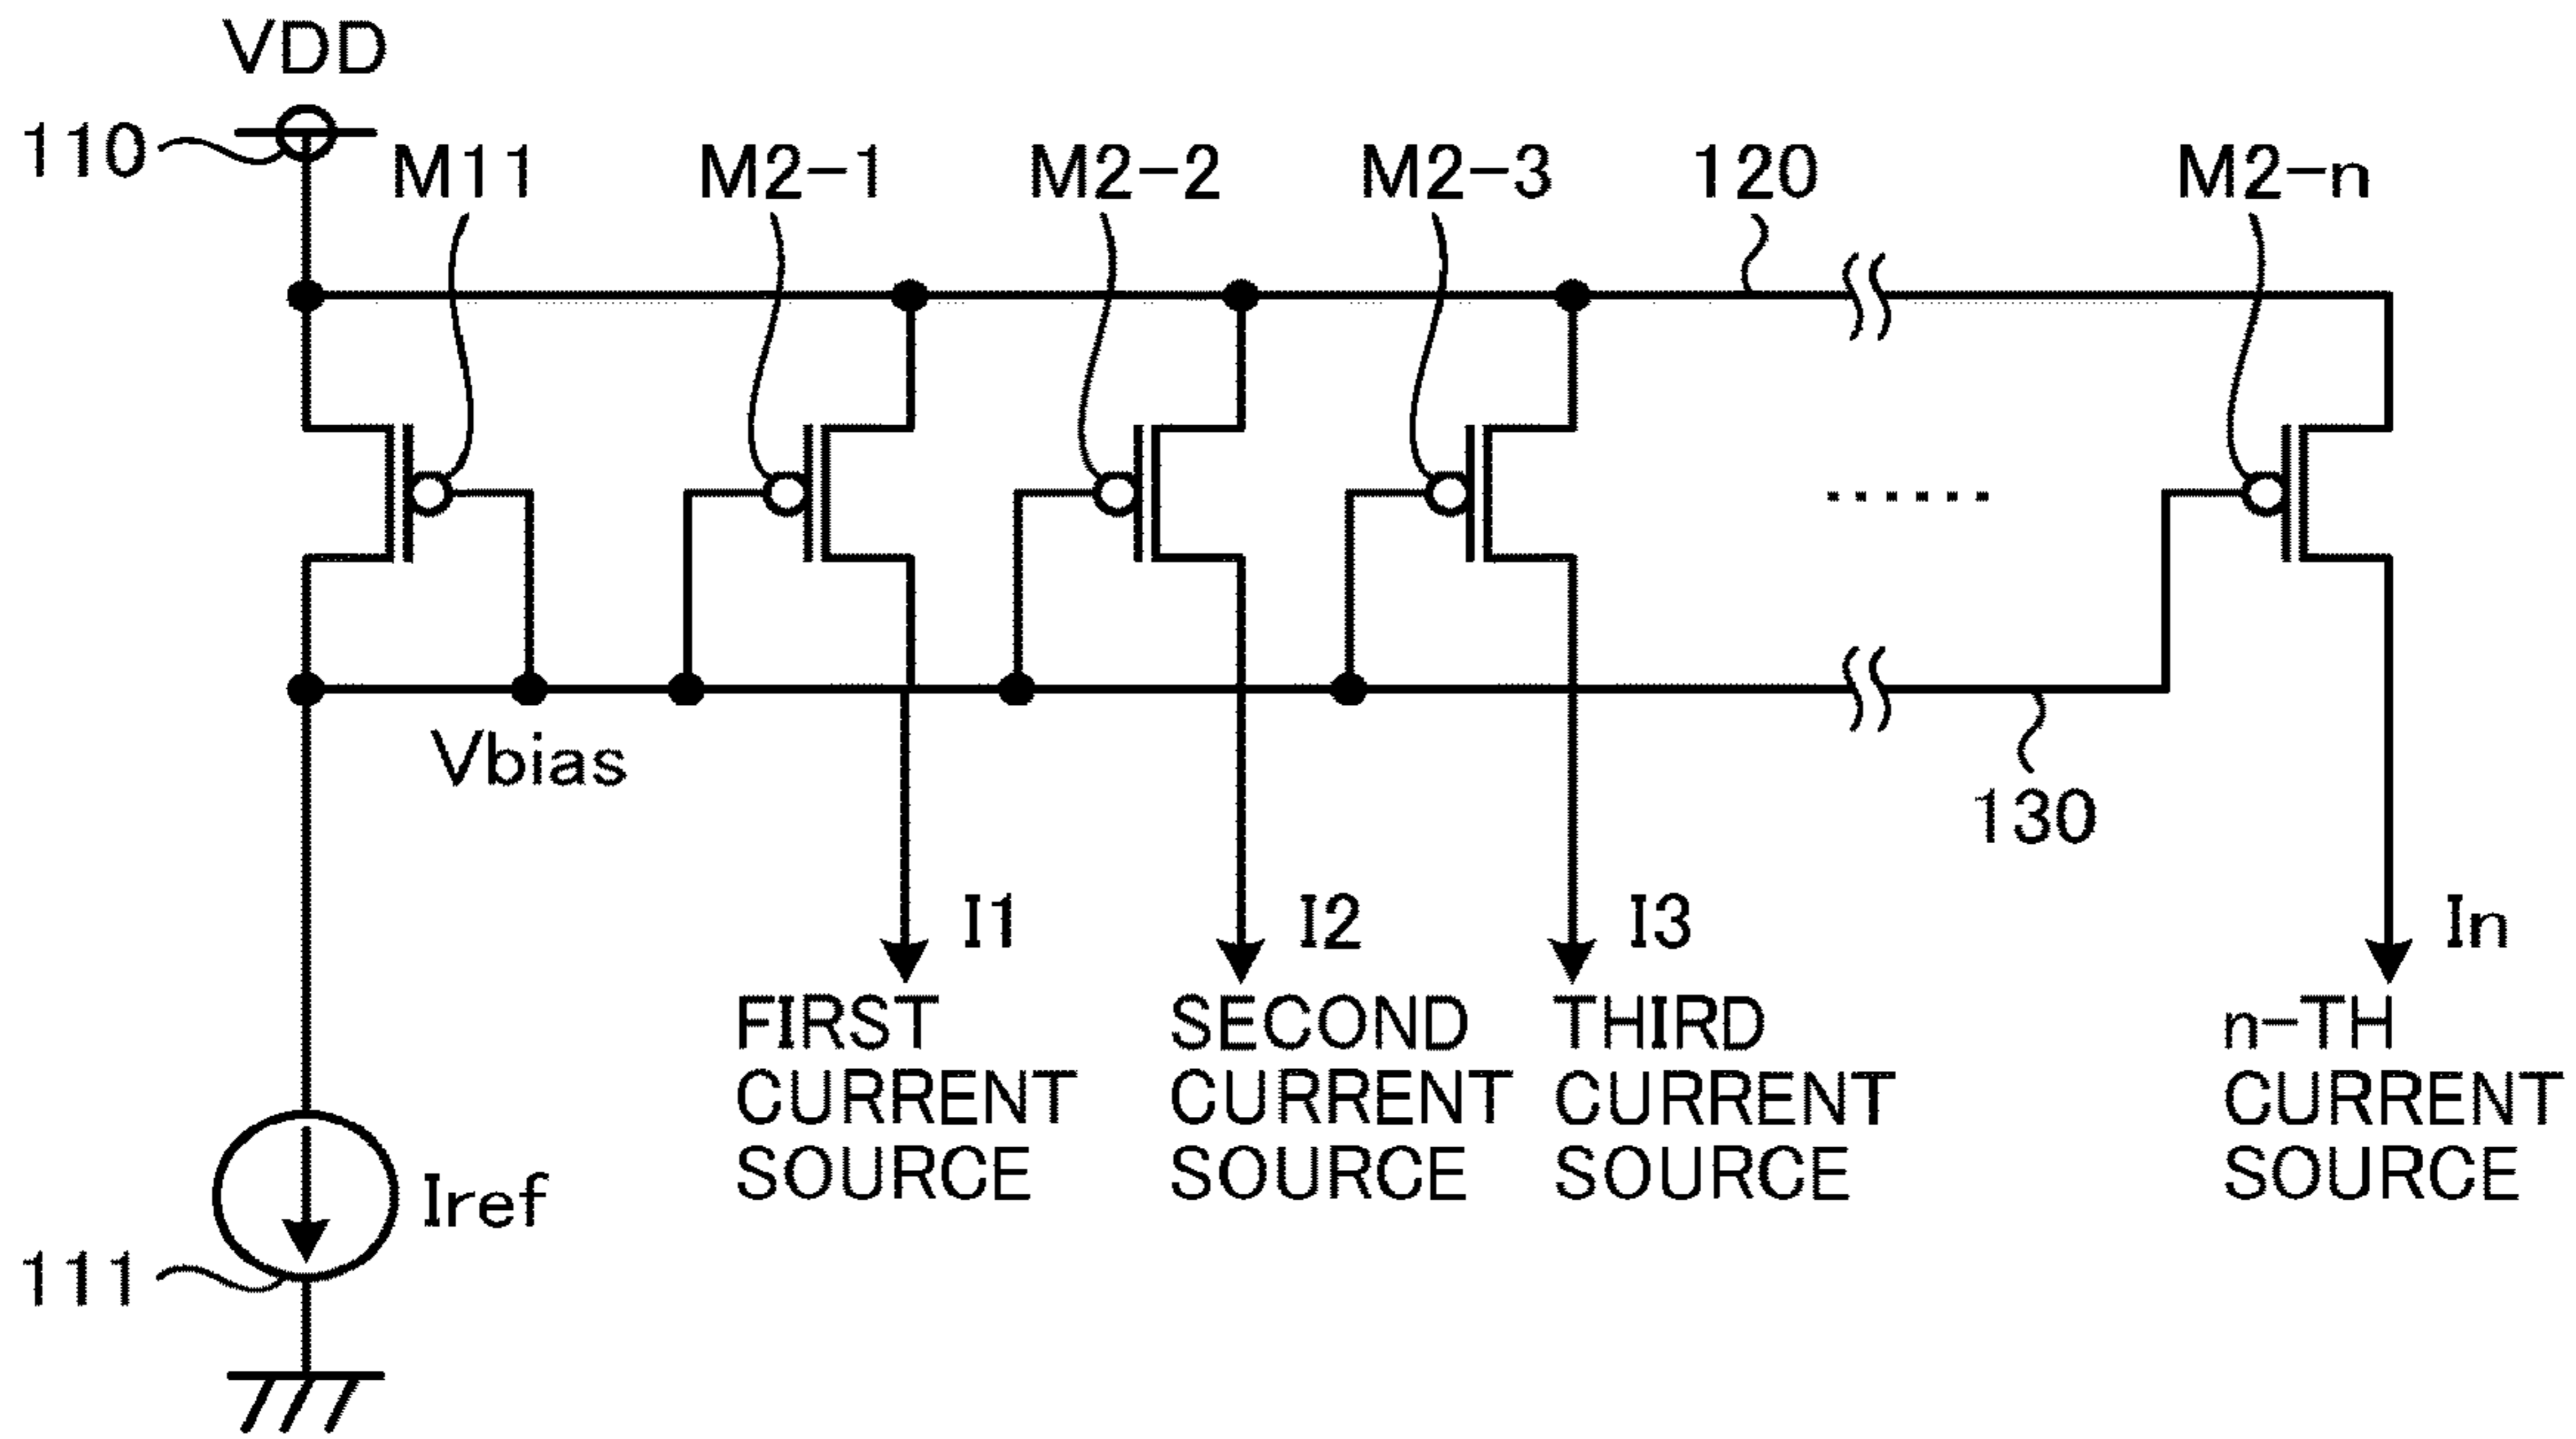 VDD
110
M11
M2-1
M2-2
M2-3
120
M2-n
Vbias
130
I1
I2
I3
In
FIRST
CURRENT
SOURCE
SECOND
CURRENT
SOURCE
THIRD
CURRENT
SOURCE
n-TH
CURRENT
SOURCE
Iref
111